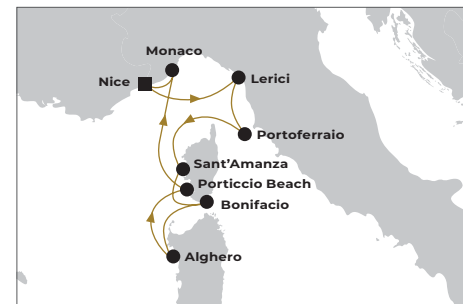 Monaco
Nice
Lerici
Portoferraio
Sant'Amanza
Porticcio Beach
Bonifacio
Alghero